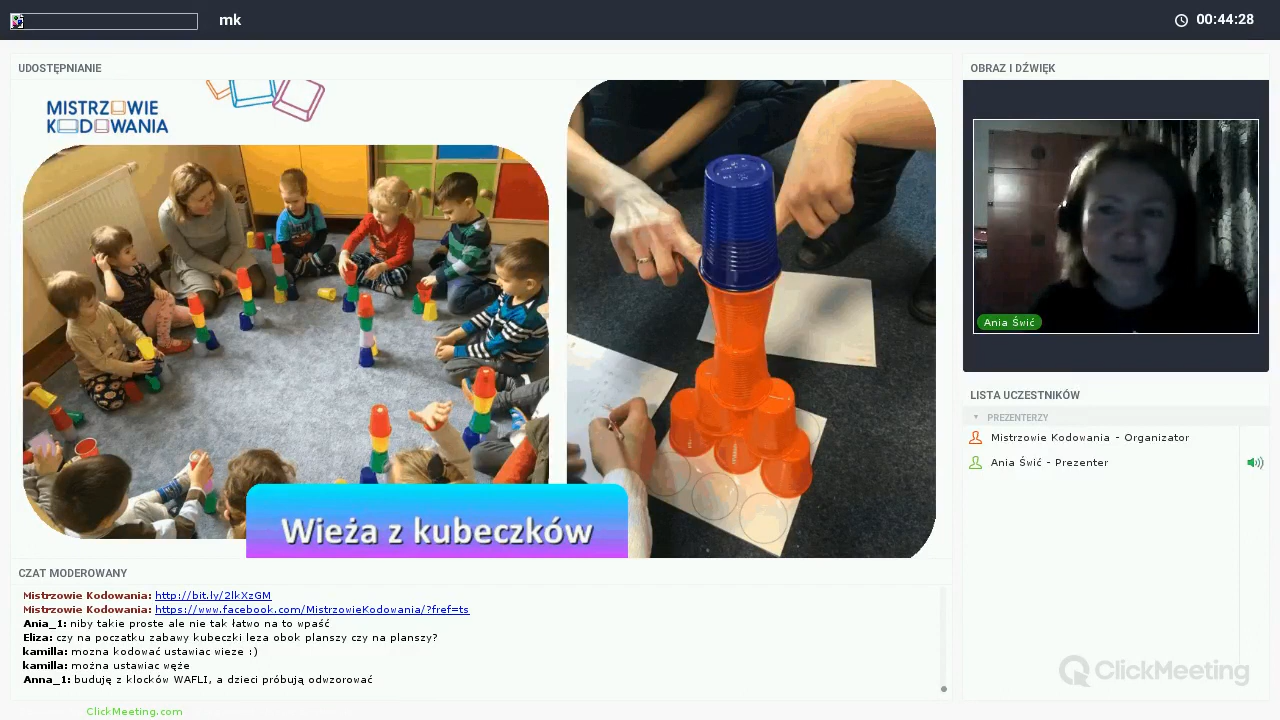 mk
00:44:28
UDOSTĘPNIANIE
MISTRZOWIE
KODOWANIA
Wieża z kubeczków
CZAT MODEROWANY
Mistrzowie Kodowania: http://bit.ly/2lkXzGM
Mistrzowie Kodowania: https://www.facebook.com/MistrzowieKodowania/?fref=ts
Ania_1: niby takie proste ale nie tak łatwo na to wpaść
Eliza: czy na poczatku zabawy kubeczki leza obok planszy czy na planszy?
kamilla: mozna kodować ustawiac wieze :)
kamilla: można ustawiac węże
Anna_1: buduję z klocków WAFLI, a dzieci próbują odwzorować
ClickMeeting.com
OBRAZ I DŹWIĘK
Ania Świć
LISTA UCZESTNIKÓW
PREZENTERZY
Mistrzowie Kodowania - Organizator
Ania Świć - Prezenter
ClickMeeting